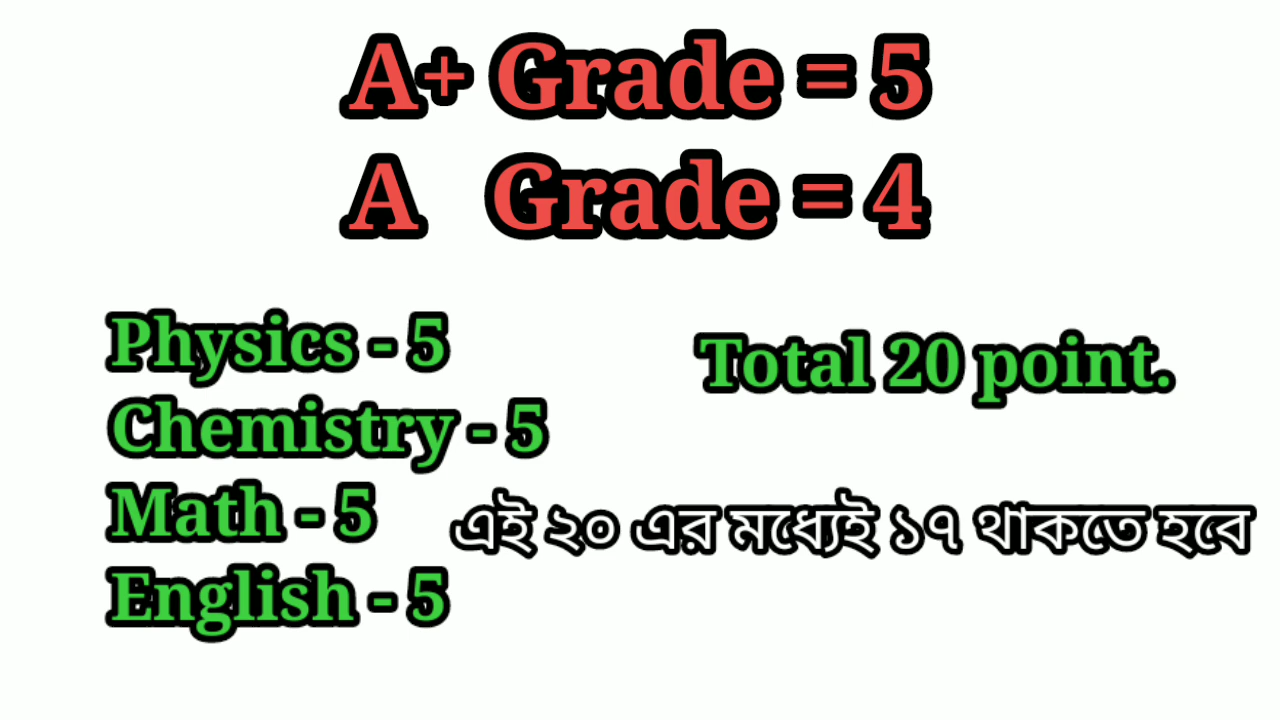 A+ Grade = 5
A Grade = 4
Physics - 5
Total 20 point.
Chemistry - 5
Math - 5
এই ২০ এর মধ্যেই ১৭ থাকতে হবে
English - 5